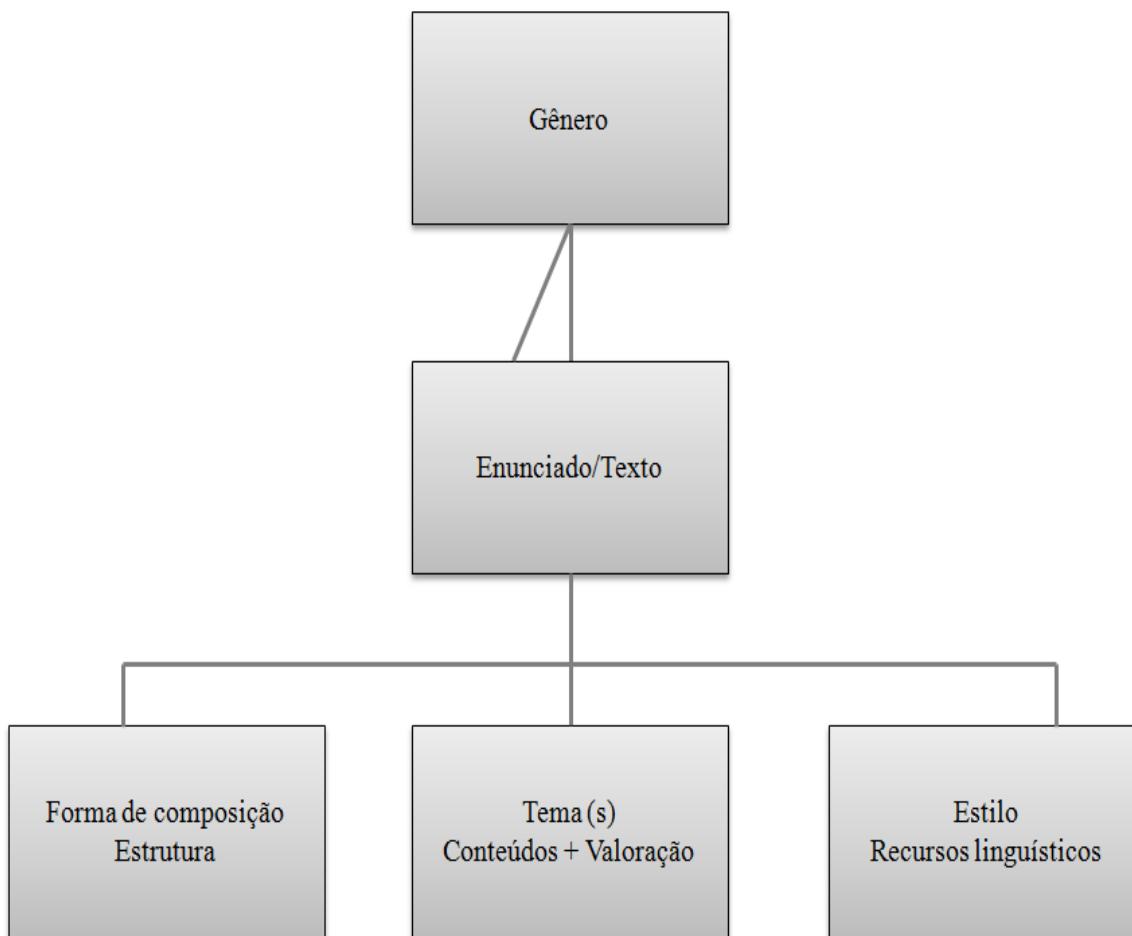 Gênero
Enunciado/Texto
Forma de composição
Estrutura
Tema (s)
Conteúdos + Valoração
Estilo
Recursos linguísticos